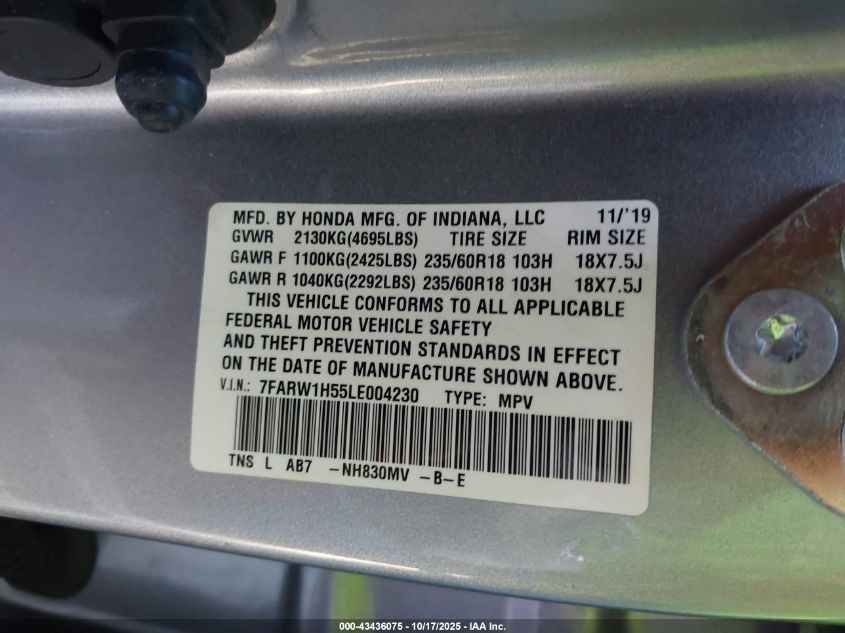 MFD. BY HONDA MFG. OF INDIANA, LLC 11/'19
GVWR 2130KG(4695LBS) TIRE SIZE RIM SIZE
GAWR F 1100KG(2425LBS) 235/60R18 103H 18X7.5J
GAWR R 1040KG(2292LBS) 235/60R18 103H 18X7.5J
THIS VEHICLE CONFORMS TO ALL APPLICABLE
FEDERAL MOTOR VEHICLE SAFETY
AND THEFT PREVENTION STANDARDS IN EFFECT
ON THE DATE OF MANUFACTURE SHOWN ABOVE.
V.I.N.: 7FARW1H55LE004230 TYPE: MPV
TNS L AB7 -NH830MV -B-E
000-43436075 - 10/17/2025 - IAA Inc.